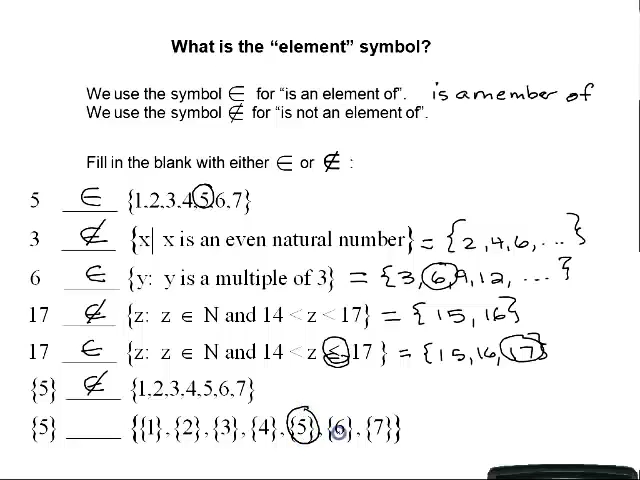 What is the “element” symbol?
We use the symbol ∈ for “is an element of”. is a member of
We use the symbol ∉ for “is not an element of”.
Fill in the blank with either ∈ or ∉ :
5 ∈ {1,2,3,4,5,6,7}
3 ∉ {x| x is an even natural number} = {2,4,6,...}
6 ∈ {y: y is a multiple of 3} = {3,6,9,12, ...}
17 ∉ {z: z ∈ N and 14 < z < 17} = {15,16}
17 ∈ {z: z ∈ N and 14 < z ≤ 17 } = {15,16,17}
{5} ∉ {1,2,3,4,5,6,7}
{5} ______ {{1},{2},{3},{4},{5},{6},{7}}